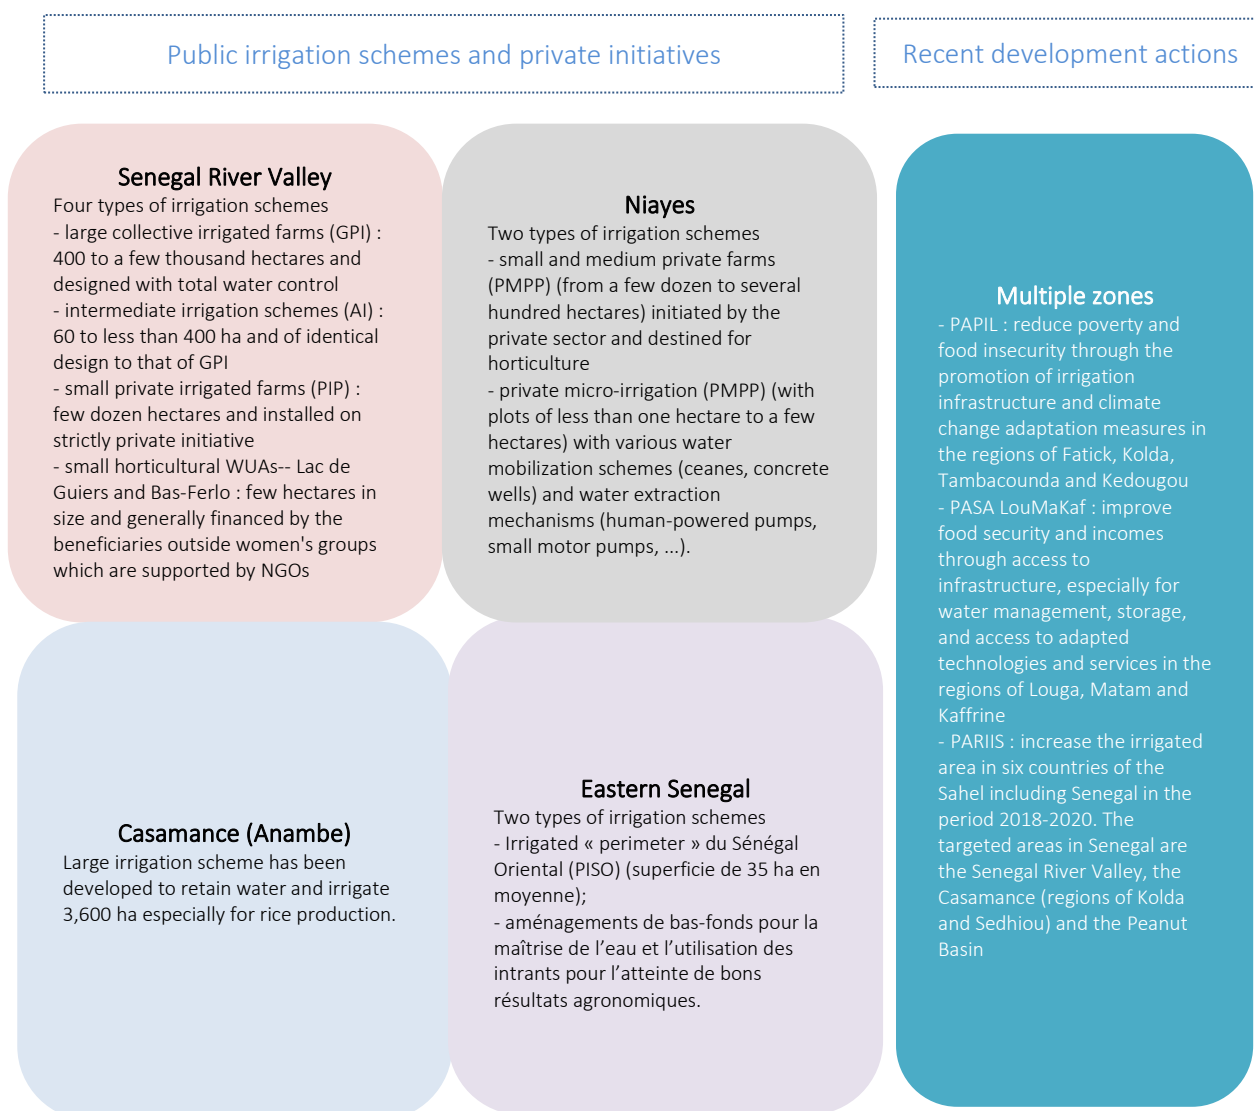 Public irrigation schemes and private initiatives
Recent development actions
Senegal River Valley
Four types of irrigation schemes
- large collective irrigated farms (GPI) :
400 to a few thousand hectares and
designed with total water control
- intermediate irrigation schemes (AI) :
60 to less than 400 ha and of identical
design to that of GPI
- small private irrigated farms (PIP) :
few dozen hectares and installed on
strictly private initiative
- small horticultural WUAs-- Lac de
Guiers and Bas-Ferlo : few hectares in
size and generally financed by the
beneficiaries outside women's groups
which are supported by NGOs
Niayes
Two types of irrigation schemes
- small and medium private farms
(PMPP) (from a few dozen to several
hundred hectares) initiated by the
private sector and destined for
horticulture
- private micro-irrigation (PMPP) (with
plots of less than one hectare to a few
hectares) with various water
mobilization schemes (ceanes, concrete
wells) and water extraction
mechanisms (human-powered pumps,
small motor pumps, ...).
Casamance (Anambe)
Large irrigation scheme has been
developed to retain water and irrigate
3,600 ha especially for rice production.
Eastern Senegal
Two types of irrigation schemes
- Irrigated « perimeter » du Sénégal
Oriental (PISO) (superficie de 35 ha en
moyenne);
- aménagements de bas-fonds pour la
maîtrise de l’eau et l’utilisation des
intrants pour l’atteinte de bons
résultats agronomiques.
Multiple zones
- PAPIL : reduce poverty and
food insecurity through the
promotion of irrigation
infrastructure and climate
change adaptation measures in
the regions of Fatick, Kolda,
Tambacounda and Kedougou
- PASA LouMaKaf : improve
food security and incomes
through access to
infrastructure, especially for
water management, storage,
and access to adapted
technologies and services in the
regions of Louga, Matam and
Kaffrine
- PARIIS : increase the irrigated
area in six countries of the
Sahel including Senegal in the
period 2018-2020. The
targeted areas in Senegal are
the Senegal River Valley, the
Casamance (regions of Kolda
and Sedhiou) and the Peanut
Basin